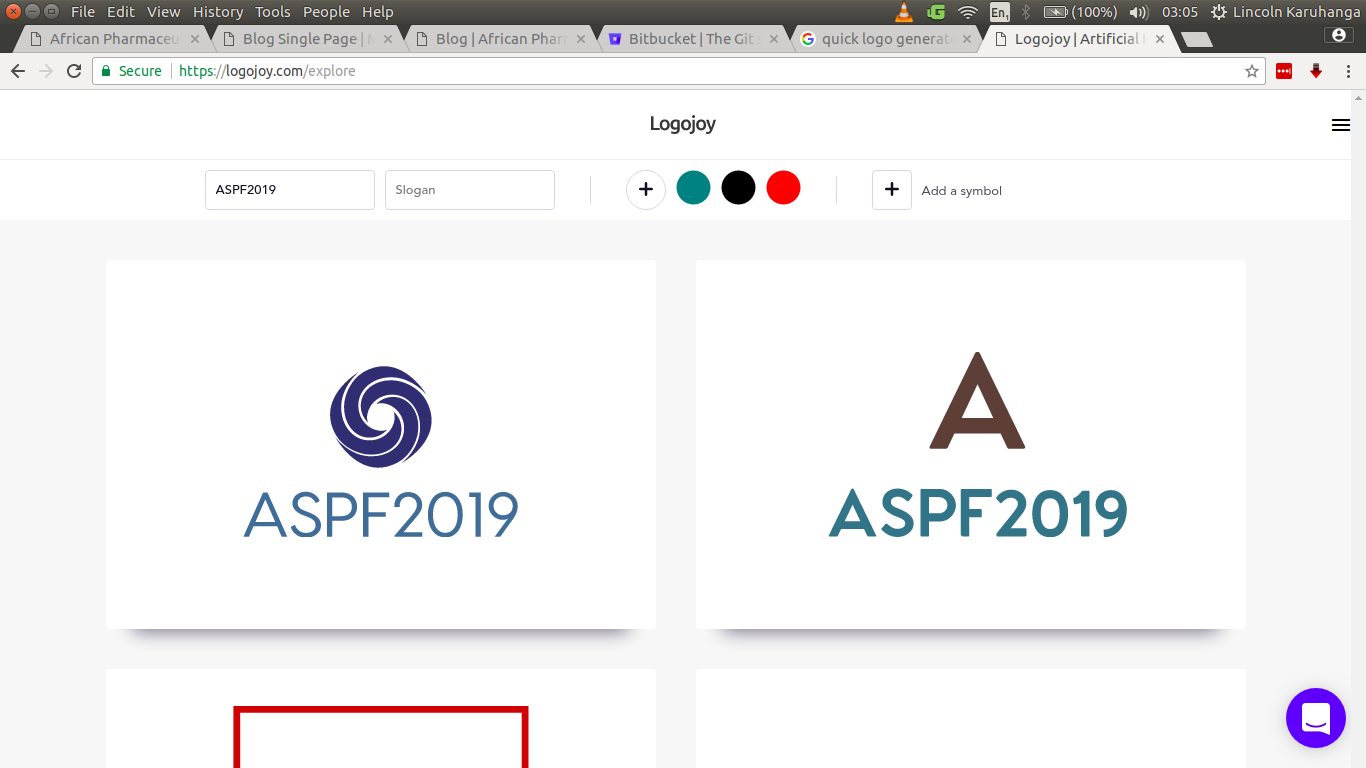 File Edit View History Tools People Help En1 (100%) 03:05 Lincoln Karuhanga
African Pharmaceu Blog Single Page | Blog | African Phar Bitbucket | The Git quick logo generat Logojoy | Artificial
Secure https://logojoy.com/explore
Logojoy
ASPF2019 Slogan Add a symbol
A
ASPF2019 ASPF2019